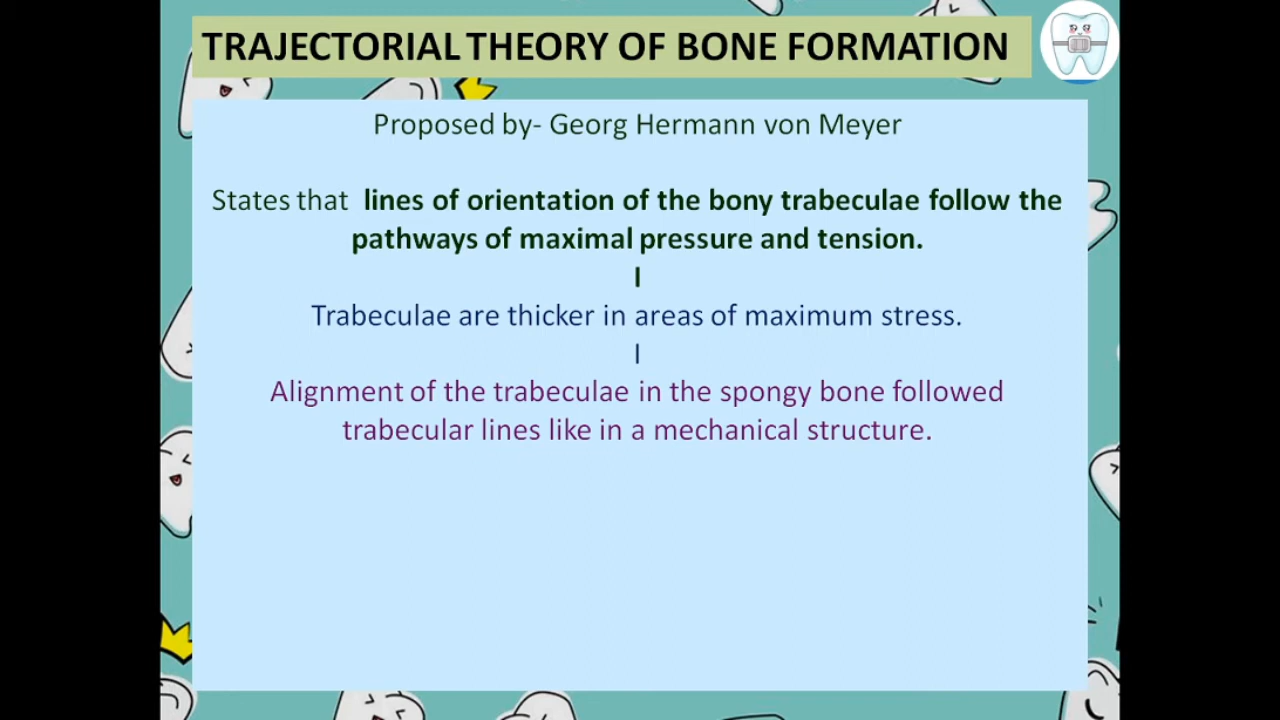 TRAJECTORIAL THEORY OF BONE FORMATION
Proposed by- Georg Hermann von Meyer
States that lines of orientation of the bony trabeculae follow the
pathways of maximal pressure and tension.
I
Trabeculae are thicker in areas of maximum stress.
I
Alignment of the trabeculae in the spongy bone followed
trabecular lines like in a mechanical structure.